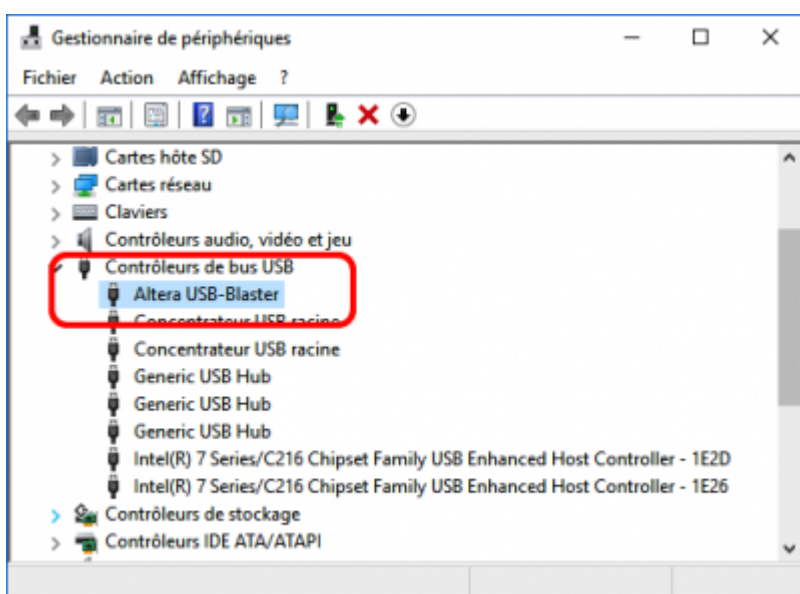 Gestionnaire de périphériques
Fichier Action Affichage ?
Cartes hôte SD
Cartes réseau
Claviers
Contrôleurs audio, vidéo et jeu
Contrôleurs de bus USB
Altera USB-Blaster
Concentrateur USB racine
Concentrateur USB racine
Generic USB Hub
Generic USB Hub
Generic USB Hub
Intel(R) 7 Series/C216 Chipset Family USB Enhanced Host Controller - 1E2D
Intel(R) 7 Series/C216 Chipset Family USB Enhanced Host Controller - 1E26
Contrôleurs de stockage
Contrôleurs IDE ATA/ATAPI